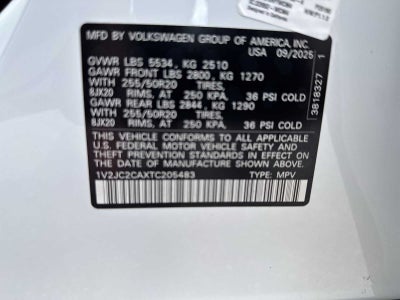 MFD. BY VOLKSWAGEN GROUP OF AMERICA, INC.
USA 09/2025
GVWR LBS 5534, KG 2510
GAWR FRONT LBS 2800, KG 1270
WITH 255/50R20 TIRES,
8JX20 RIMS, AT 250 KPA, 36 PSI COLD
GAWR REAR LBS 2844, KG 1290
WITH 255/50R20 TIRES,
8JX20 RIMS, AT 250 KPA, 36 PSI COLD
THIS VEHICLE CONFORMS TO ALL APPLICABLE
U.S. FEDERAL MOTOR VEHICLE SAFETY AND
THEFT PREVENTION STANDARDS IN EFFECT ON THE
DATE OF MANUFACTURE SHOWN ABOVE.
1V2JC2CAXTC205483 TYPE: MPV
3818327 1